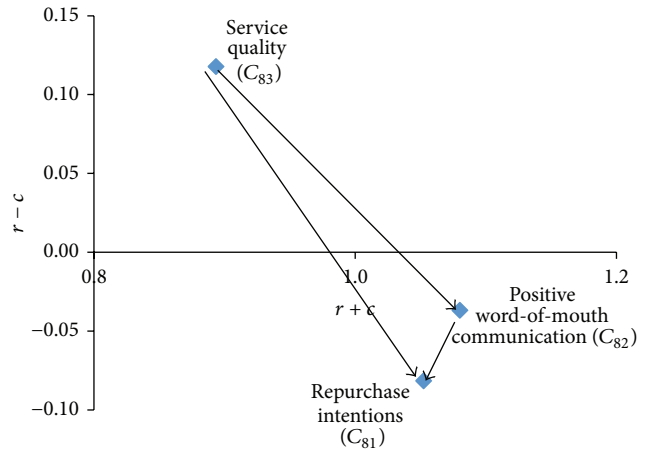 0.15
Service
quality
(C83)
0.10
0.05
r − c
0.00
0.8
1.0
1.2
r + c
Positive
word-of-mouth
communication (C82)
−0.05
Repurchase
intentions
(C81)
−0.10